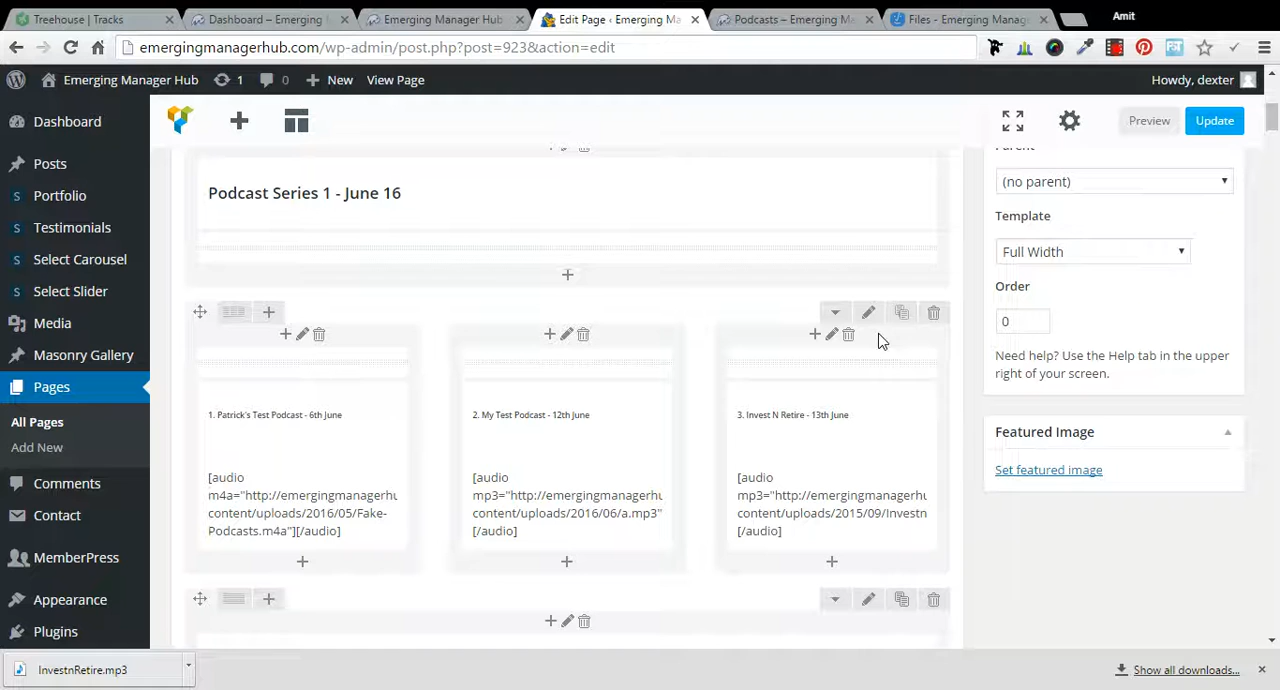 Treehouse | Tracks
Dashboard ‹ Emerging
Emerging Manager Hub
Edit Page ‹ Emerging Ma
Podcasts – Emerging M
Files - Emerging Manag
Amit
emergingmanagerhub.com/wp-admin/post.php?post=923&action=edit
Emerging Manager Hub
1
0
New
View Page
Howdy, dexter
Dashboard
Posts
Portfolio
Testimonials
Select Carousel
Select Slider
Media
Masonry Gallery
Pages
All Pages
Add New
Comments
Contact
MemberPress
Appearance
Plugins
Preview
Update
Podcast Series 1 - June 16
1. Patrick's Test Podcast - 6th June
[audio
m4a="http://emergingmanagerhu
content/uploads/2016/05/Fake-
Podcasts.m4a"][/audio]
2. My Test Podcast - 12th June
[audio
mp3="http://emergingmanagerhu
content/uploads/2016/06/a.mp3"
[/audio]
3. Invest N Retire - 13th June
[audio
mp3="http://emergingmanagerhu
content/uploads/2015/09/Investn
[/audio]
Parent
(no parent)
Template
Full Width
Order
0
Need help? Use the Help tab in the upper
right of your screen.
Featured Image
Set featured image
InvestnRetire.mp3
Show all downloads...